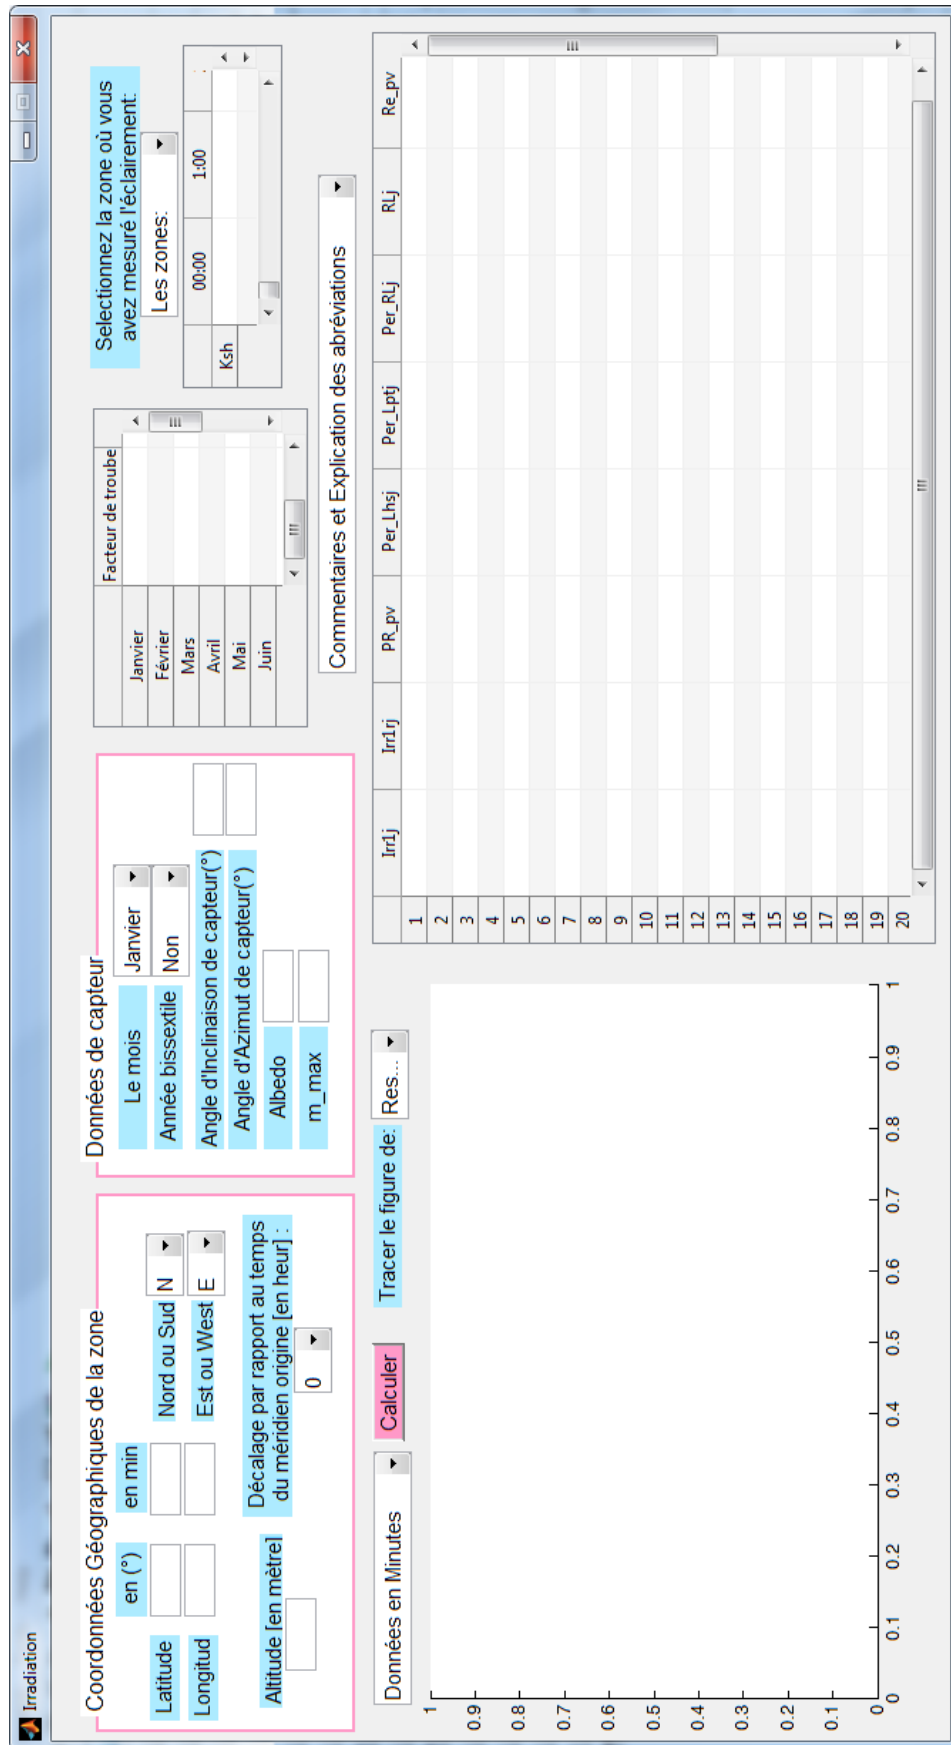 Irradiation
Coordonnées Géographiques de la zone
en (°)
en min
Latitude
Nord ou Sud
N
Longitud
Est ou West
E
Altitude [en mètre]
Décalage par rapport au temps
du méridien origine [en heur] :
0
Données de capteur
Le mois
Janvier
Année bissextile
Non
Angle d'Inclinaison de capteur(°)
Angle d'Azimut de capteur(°)
Albedo
m_max
Facteur de troube
Janvier
Février
Mars
Avril
Mai
Juin
Selectionnez la zone où vous
avez mesuré l'éclairement:
Les zones:
00:00
1:00
Ksh
Commentaires et Explication des abréviations
Données en Minutes
Calculer
Tracer le figure de:
Res...
1
0.9
0.8
0.7
0.6
0.5
0.4
0.3
0.2
0.1
0
0
0.1
0.2
0.3
0.4
0.5
0.6
0.7
0.8
0.9
1
Irr1j
Irr1rj
PR_pv
Per_Lhsj
Per_Lptj
Per_RLj
RLj
Re_pv
1
2
3
4
5
6
7
8
9
10
11
12
13
14
15
16
17
18
19
20